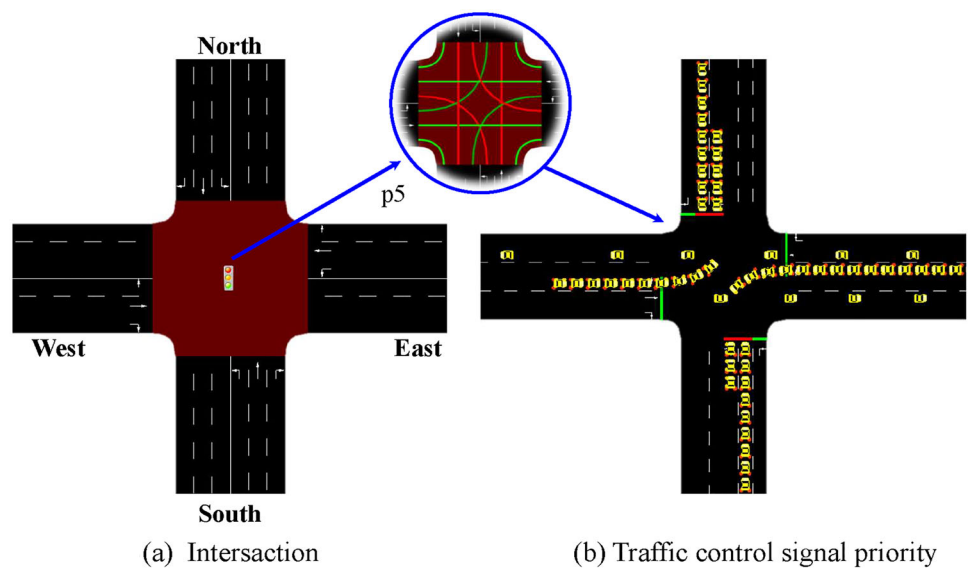 North
p5
West
East
South
(a) Intersaction
(b) Traffic control signal priority